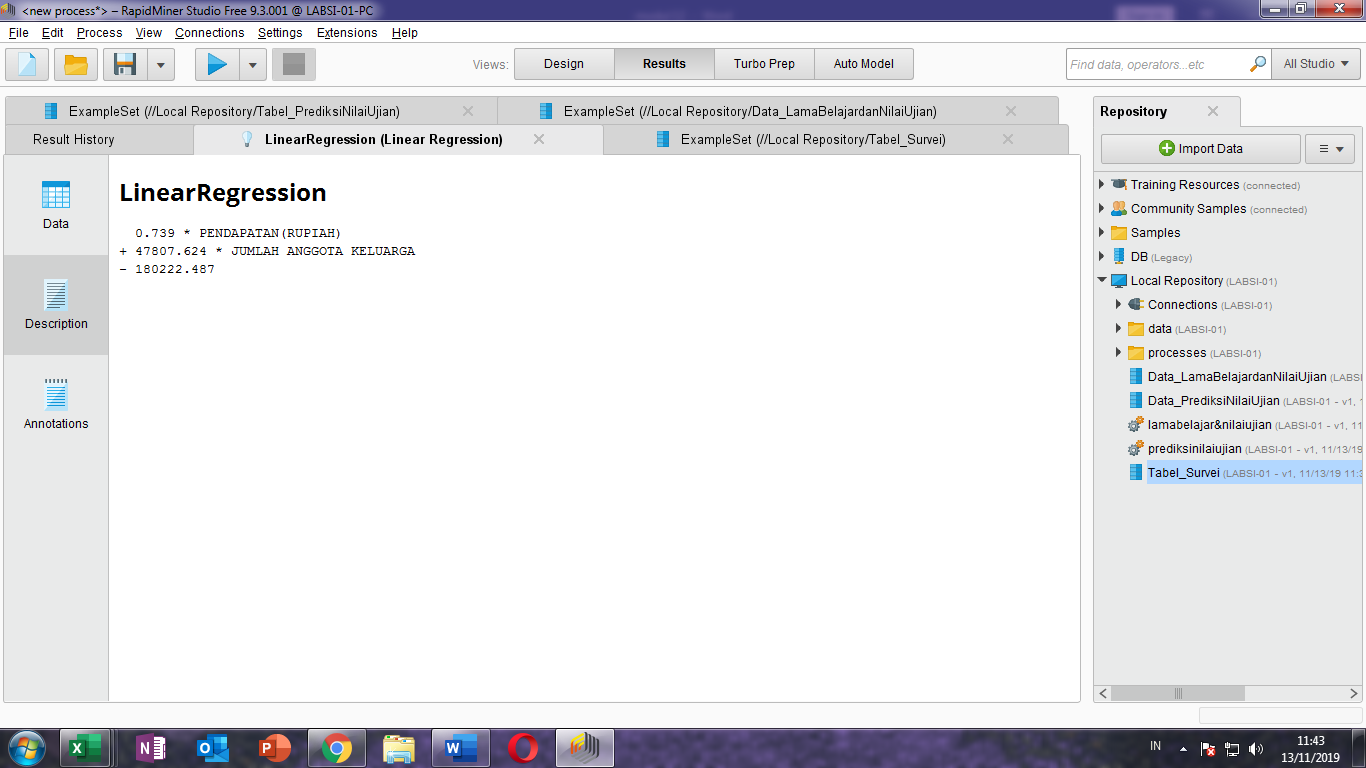 <new process*> – RapidMiner Studio Free 9.3.001 @ LABSI-01-PC
File Edit Process View Connections Settings Extensions Help
Views: Design Results Turbo Prep Auto Model
Find data, operators...etc All Studio
ExampleSet (///Local Repository/Tabel_PrediksiNilaiUjian)
ExampleSet (//Local Repository/Data_LamaBelajardanNilaiUjian)
Result History
LinearRegression (Linear Regression)
ExampleSet (//Local Repository/Tabel_Survei)
Data
Description
Annotations
LinearRegression
0.739 * PENDAPATAN(RUPIAH)
+ 47807.624 * JUMLAH ANGGOTA KELUARGA
- 180222.487
Repository
Import Data
Training Resources (connected)
Community Samples (connected)
Samples
DB (Legacy)
Local Repository (LABSI-01)
Connections (LABSI-01)
data (LABSI-01)
processes (LABSI-01)
Data_LamaBelajardanNilaiUjian (LABSI
Data_PrediksiNilaiUjian (LABSI-01 - v1, 1
lamabelajar&nilaiujian (LABSI-01 - v1, 11
prediksinilaiujian (LABSI-01 - v1, 11/13/19
Tabel_Survei (LABSI-01 - v1, 11/13/19 11:3
IN
11:43
13/11/2019